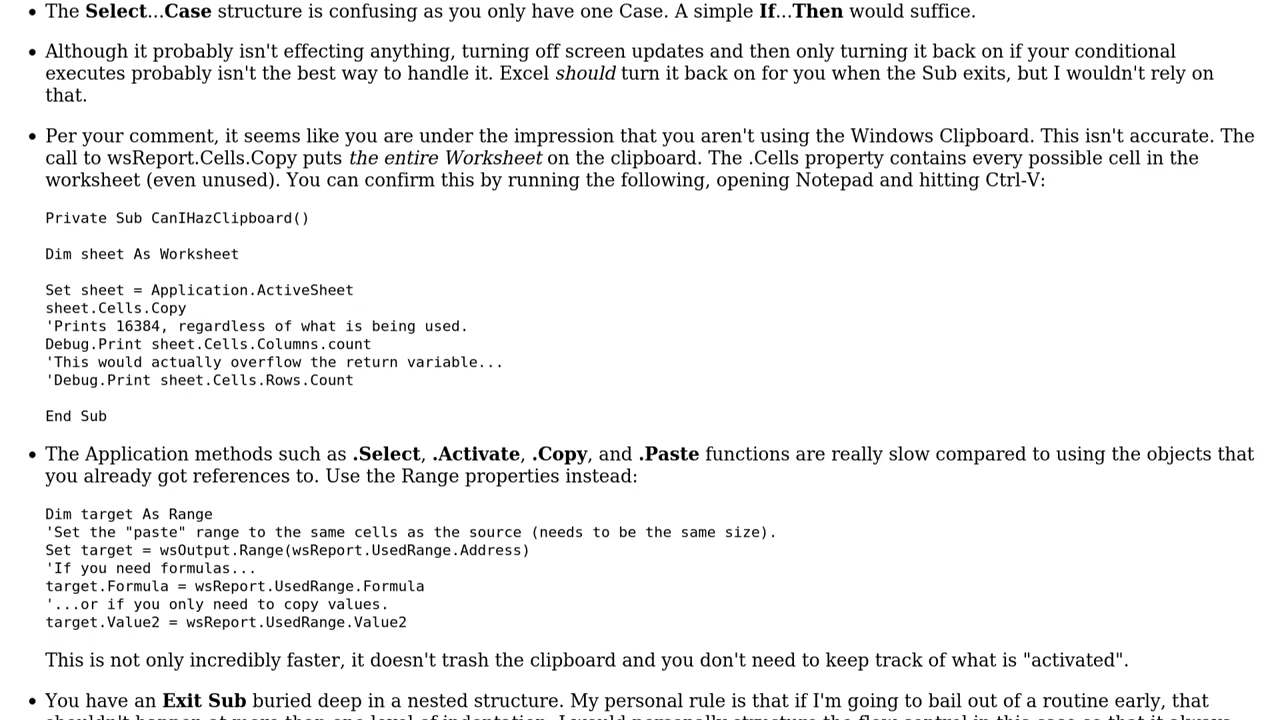 • The Select...Case structure is confusing as you only have one Case. A simple If...Then would suffice.
• Although it probably isn't effecting anything, turning off screen updates and then only turning it back on if your conditional
executes probably isn't the best way to handle it. Excel should turn it back on for you when the Sub exits, but I wouldn't rely on
that.
• Per your comment, it seems like you are under the impression that you aren't using the Windows Clipboard. This isn't accurate. The
call to wsReport.Cells.Copy puts the entire Worksheet on the clipboard. The .Cells property contains every possible cell in the
worksheet (even unused). You can confirm this by running the following, opening Notepad and hitting Ctrl-V:
Private Sub CanIHazClipboard()
Dim sheet As Worksheet
Set sheet = Application.ActiveSheet
sheet.Cells.Copy
'Prints 16384, regardless of what is being used.
Debug.Print sheet.Cells.Columns.count
'This would actually overflow the return variable...
'Debug.Print sheet.Cells.Rows.Count
End Sub
• The Application methods such as .Select, .Activate, .Copy, and .Paste functions are really slow compared to using the objects that
you already got references to. Use the Range properties instead:
Dim target As Range
'Set the "paste" range to the same cells as the source (needs to be the same size).
Set target = wsOutput.Range(wsReport.UsedRange.Address)
'If you need formulas...
target.Formula = wsReport.UsedRange.Formula
'...or if you only need to copy values.
target.Value2 = wsReport.UsedRange.Value2
This is not only incredibly faster, it doesn't trash the clipboard and you don't need to keep track of what is "activated".
• You have an Exit Sub buried deep in a nested structure. My personal rule is that if I'm going to bail out of a routine early, that